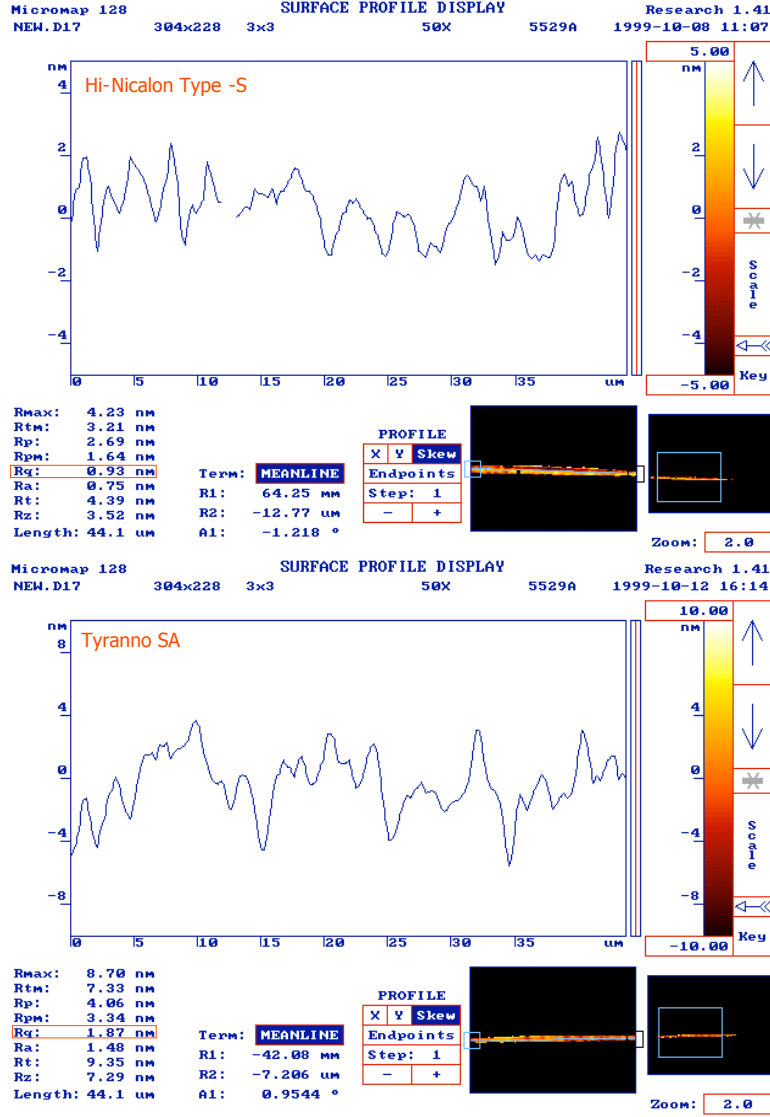 Micromap 128 SURFACE PROFILE DISPLAY Research 1.41
NEW.D17 304x228 3x3 50X 5529A 1999-10-08 11:07
5.00
nm nm
4
Hi-Nicalon Type -S
2 2
0 0
-2 -2
Scale
-4 -4
0 5 10 15 20 25 30 35 um
-5.00 Key
Rmax: 4.23 nm
Rtm: 3.21 nm
Rp: 2.69 nm
Rpm: 1.64 nm
Rq: 0.93 nm
Ra: 0.75 nm
Rt: 4.39 nm
Rz: 3.52 nm
Length: 44.1 um
Term: MEANLINE
R1: 64.25 mm
R2: -12.77 um
A1: -1.218 °
PROFILE
X Y Skew
Endpoints
Step: 1
- +
Zoom: 2.0
Micromap 128 SURFACE PROFILE DISPLAY Research 1.41
NEW.D17 304x228 3x3 50X 5529A 1999-10-12 16:14
10.00
nm nm
8
Tyranno SA
4 4
0 0
-4 -4
Scale
-8 -8
0 5 10 15 20 25 30 35 um
-10.00 Key
Rmax: 8.70 nm
Rtm: 7.33 nm
Rp: 4.06 nm
Rpm: 3.34 nm
Rq: 1.87 nm
Ra: 1.48 nm
Rt: 9.35 nm
Rz: 7.29 nm
Length: 44.1 um
Term: MEANLINE
R1: -42.08 mm
R2: -7.206 um
A1: 0.9544 °
PROFILE
X Y Skew
Endpoints
Step: 1
- +
Zoom: 2.0